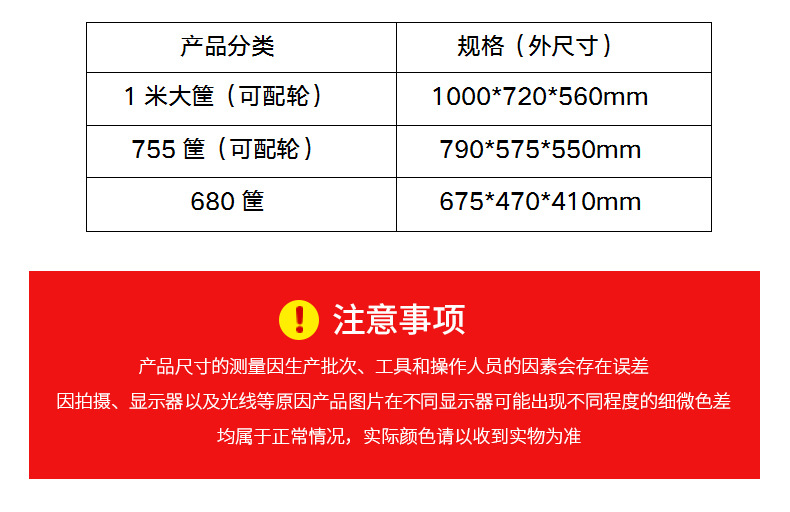 产品分类 规格（外尺寸）
1 米大筐（可配轮） 1000*720*560mm
755 筐（可配轮） 790*575*550mm
680 筐 675*470*410mm
注意事项
产品尺寸的测量因生产批次、工具和操作人员的因素会存在误差
因拍摄、显示器以及光线等原因产品图片在不同显示器可能出现不同程度的细微色差
均属于正常情况，实际颜色请以收到实物为准